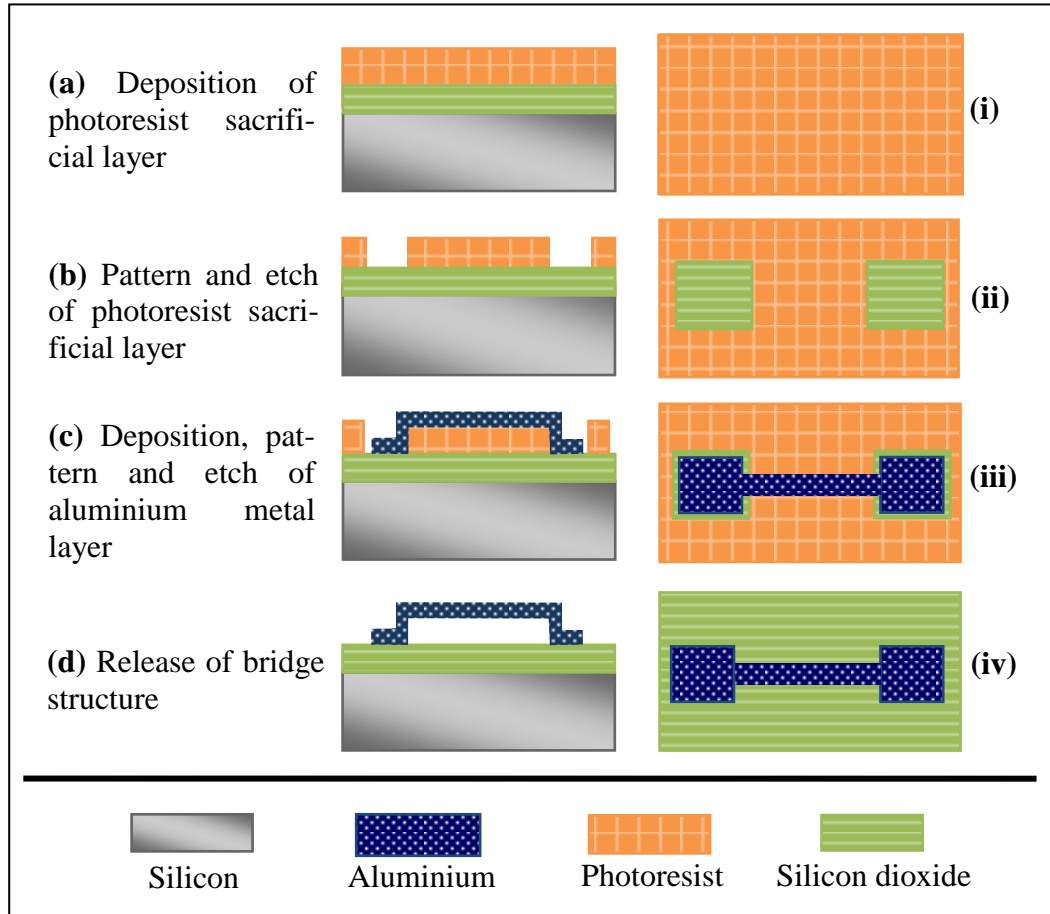 (a) Deposition of
photoresist sacrifi-
cial layer
(i)
(b) Pattern and etch
of photoresist sacri-
ficial layer
(ii)
(c) Deposition, pat-
tern and etch of
aluminium metal
layer
(iii)
(d) Release of bridge
structure
(iv)
Silicon
Aluminium
Photoresist
Silicon dioxide